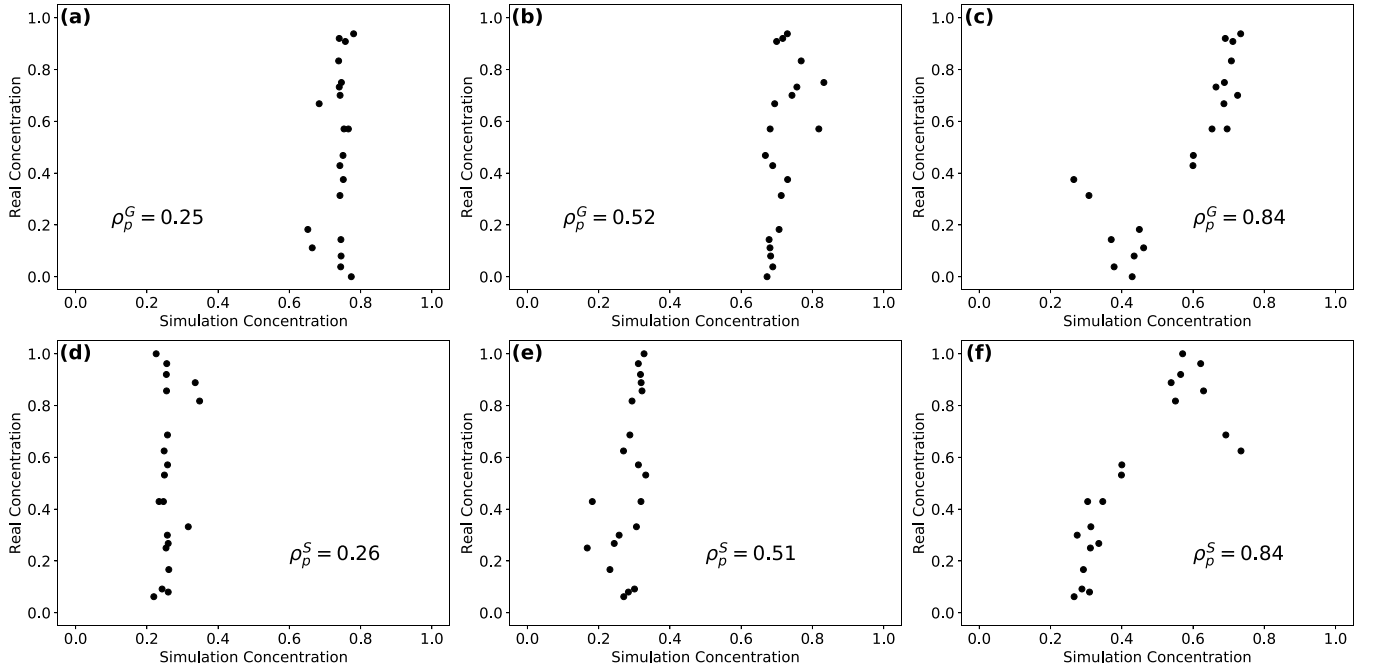 (a)
1.0
0.8
0.6
0.4
0.2
0.0
Real Concentration
ρ_p^G = 0.25
0.0 0.2 0.4 0.6 0.8 1.0
Simulation Concentration
(b)
1.0
0.8
0.6
0.4
0.2
0.0
Real Concentration
ρ_p^G = 0.52
0.0 0.2 0.4 0.6 0.8 1.0
Simulation Concentration
(c)
1.0
0.8
0.6
0.4
0.2
0.0
Real Concentration
ρ_p^G = 0.84
0.0 0.2 0.4 0.6 0.8 1.0
Simulation Concentration
(d)
1.0
0.8
0.6
0.4
0.2
0.0
Real Concentration
ρ_p^S = 0.26
0.0 0.2 0.4 0.6 0.8 1.0
Simulation Concentration
(e)
1.0
0.8
0.6
0.4
0.2
0.0
Real Concentration
ρ_p^S = 0.51
0.0 0.2 0.4 0.6 0.8 1.0
Simulation Concentration
(f)
1.0
0.8
0.6
0.4
0.2
0.0
Real Concentration
ρ_p^S = 0.84
0.0 0.2 0.4 0.6 0.8 1.0
Simulation Concentration